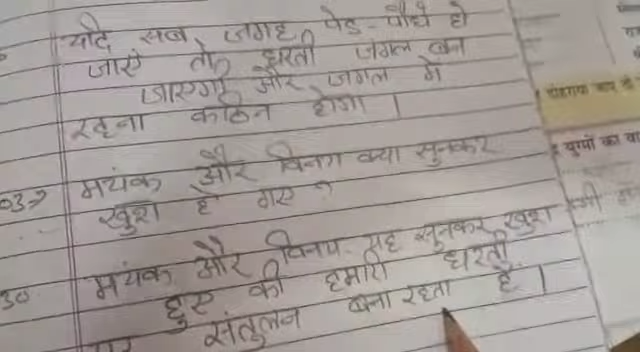 यदि सब जगह पेड़-पौधे हो
जाएं तो धरती जंगल बन
जाएगी और जंगल में
रहना कठिन होगा।
03→ मयंक और विनय क्या सुनकर
खुश हो गए?
उ० मयंक और विनय यह सुनकर खुश
हुए की हमारी धरती
पर संतुलन बना रहता है।